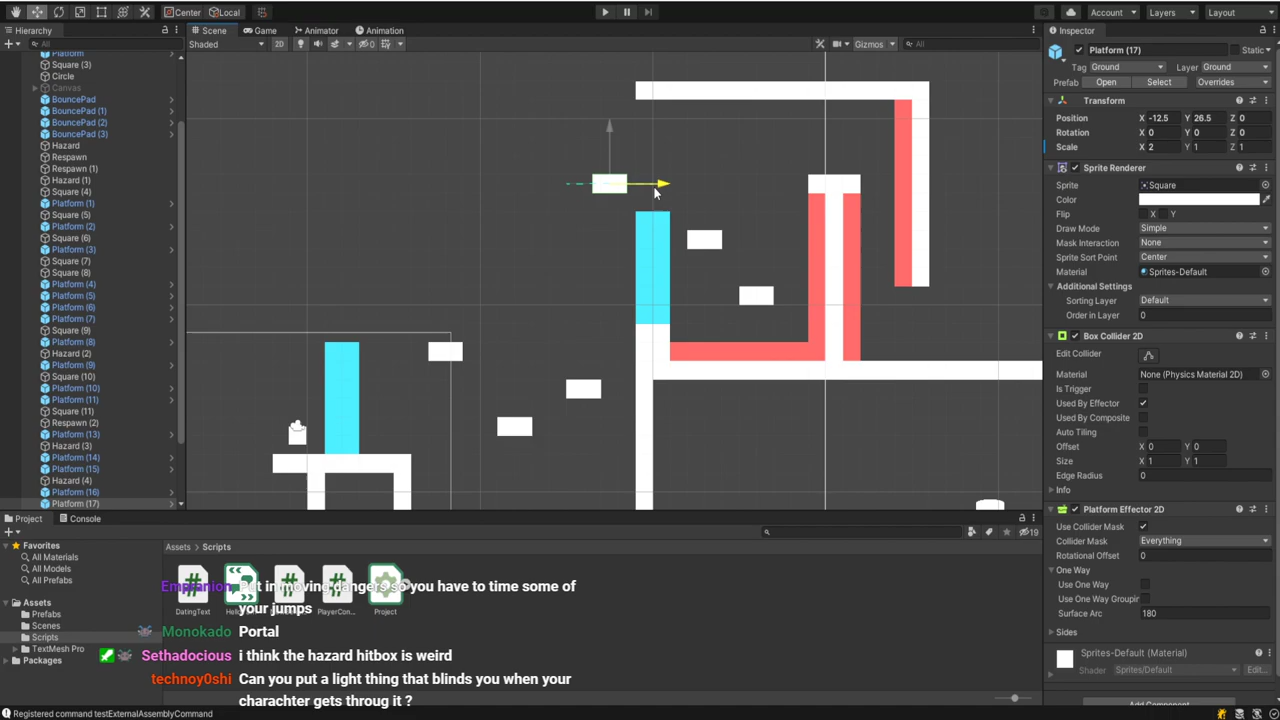 Center
Local
Account
Layers
Layout
Hierarchy
Scene
Game
Animator
Animation
Inspector
All
Shaded
2D
0
Gizmos
All
Platform
Square (3)
Circle
Canvas
BouncePad
BouncePad (1)
BouncePad (2)
BouncePad (3)
Hazard
Respawn
Respawn (1)
Hazard (1)
Square (4)
Platform (1)
Square (5)
Platform (2)
Square (6)
Platform (3)
Square (7)
Square (8)
Platform (4)
Platform (5)
Platform (6)
Platform (7)
Square (9)
Platform (8)
Hazard (2)
Platform (9)
Square (10)
Platform (10)
Platform (11)
Square (11)
Respawn (2)
Platform (13)
Hazard (3)
Platform (14)
Platform (15)
Hazard (4)
Platform (16)
Platform (17)
Platform (17)
Static
Tag Ground Layer Ground
Prefab Open Select Overrides
Transform
Position X -12.5 Y 26.5 Z 0
Rotation X 0 Y 0 Z 0
Scale X 2 Y 1 Z 1
Sprite Renderer
Sprite Square
Color
Flip X Y
Draw Mode Simple
Mask Interaction None
Sprite Sort Point Center
Material Sprites-Default
Additional Settings
Sorting Layer Default
Order in Layer 0
Box Collider 2D
Edit Collider
Material None (Physics Material 2D)
Is Trigger
Used By Effector
Used By Composite
Auto Tiling
Offset X 0 Y 0
Size X 1 Y 1
Edge Radius 0
Info
Platform Effector 2D
Use Collider Mask
Collider Mask Everything
Rotational Offset 0
One Way
Use One Way
Use One Way Groupin
Surface Arc 180
Sides
Sprites-Default (Material)
Shader Sprites/Default Edit...
Project
Console
19
Favorites
All Materials
All Models
All Prefabs
Assets
Prefabs
Scenes
Scripts
TextMesh Pro
Packages
Assets > Scripts
DatingText
PlayerCon...
Project
Put in moving dangers so you have to time some of
your jumps
Monokado Portal
Sethadocious i think the hazard hitbox is weird
technoy0shi Can you put a light thing that blinds you when your
charachter gets throug it ?
Registered command testExternalAssemblyCommand